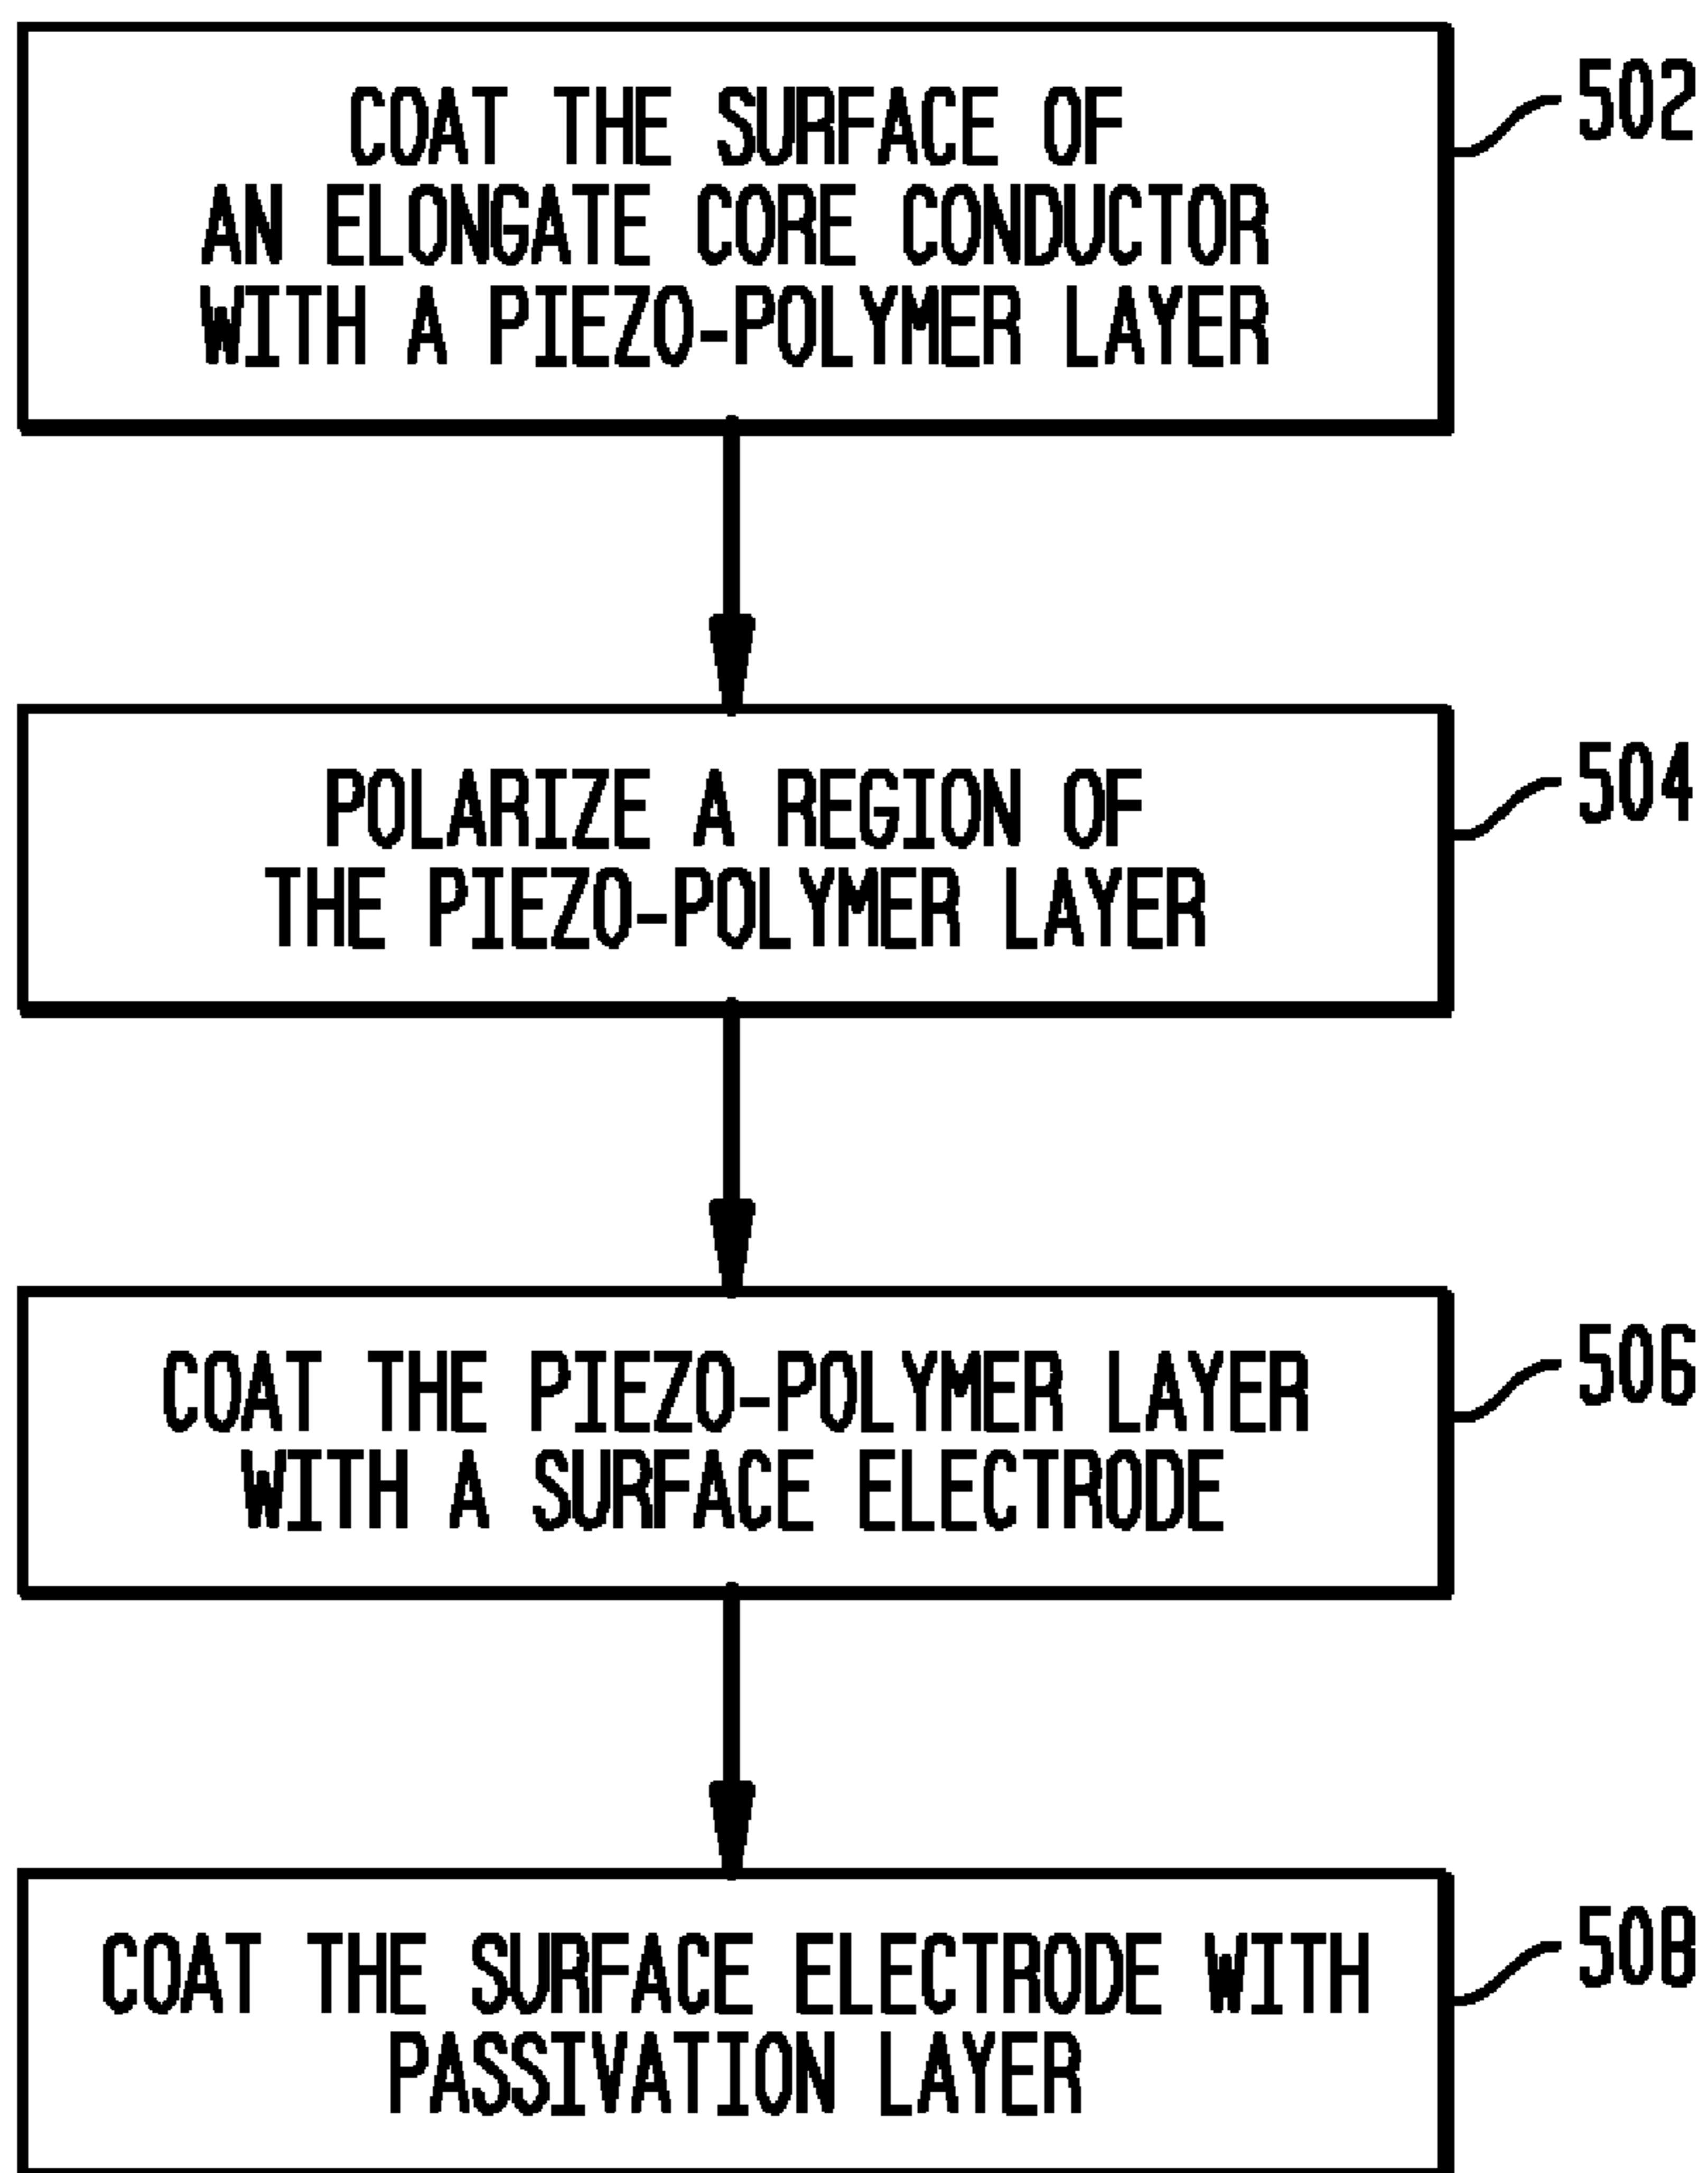 COAT THE SURFACE OF
AN ELONGATE CORE CONDUCTOR
WITH A PIEZO-POLYMER LAYER
502
POLARIZE A REGION OF
THE PIEZO-POLYMER LAYER
504
COAT THE PIEZO-POLYMER LAYER
WITH A SURFACE ELECTRODE
506
COAT THE SURFACE ELECTRODE WITH
PASSIVATION LAYER
508